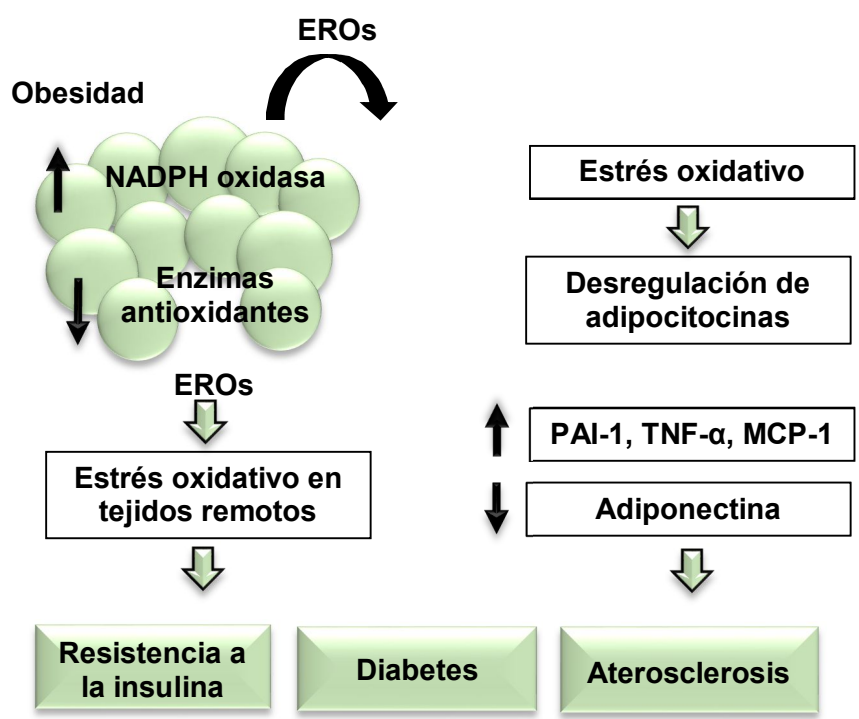 EROs
Obesidad
NADPH oxidasa
Enzimas
antioxidantes
EROs
Estrés oxidativo en
tejidos remotos
Estrés oxidativo
Desregulación de
adipocitocinas
PAI-1, TNF-α, MCP-1
Adiponectina
Resistencia a
la insulina
Diabetes
Aterosclerosis